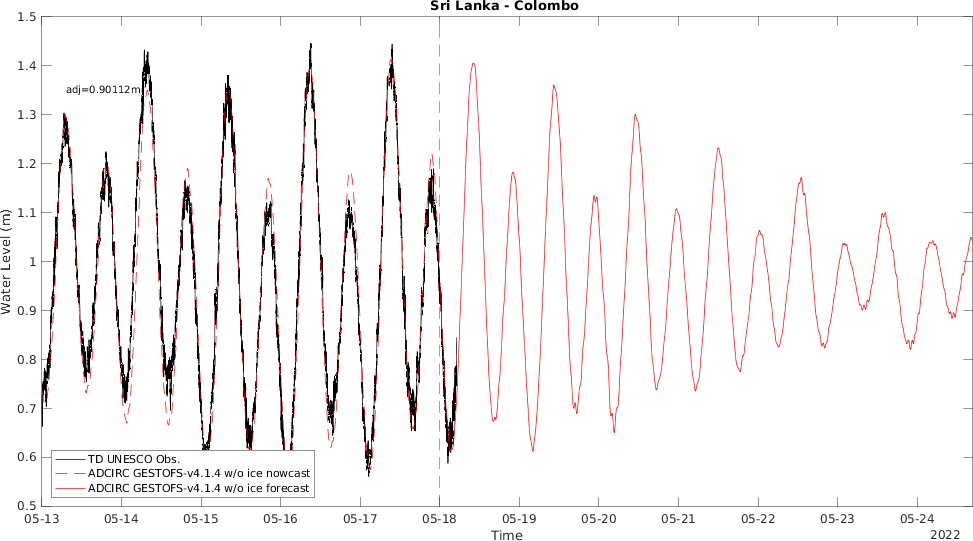 Sri Lanka - Colombo
1.5
1.4
1.3
1.2
1.1
1
0.9
0.8
0.7
0.6
0.5
Water Level (m)
adj=0.90112m
TD UNESCO Obs.
ADCIRC GESTOFS-v4.1.4 w/o ice nowcast
ADCIRC GESTOFS-v4.1.4 w/o ice forecast
05-13 05-14 05-15 05-16 05-17 05-18 05-19 05-20 05-21 05-22 05-23 05-24
2022
Time